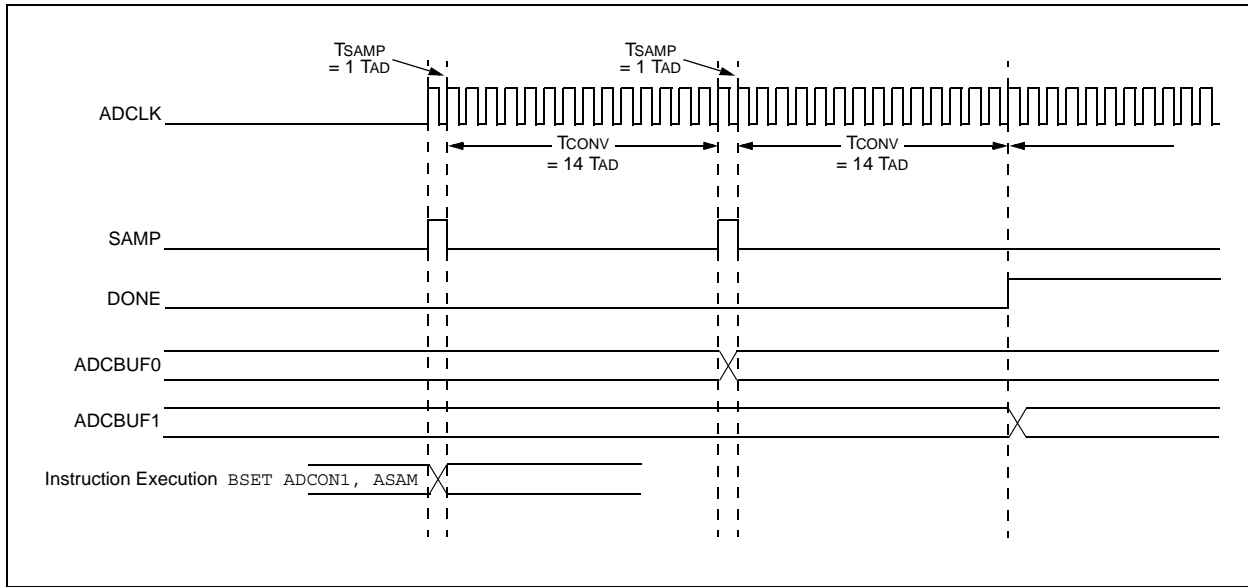 TSAMP
= 1 TAD
TSAMP
= 1 TAD
ADCLK
TCONV
= 14 TAD
TCONV
= 14 TAD
SAMP
DONE
ADCBUF0
ADCBUF1
Instruction Execution BSET ADCON1, ASAM